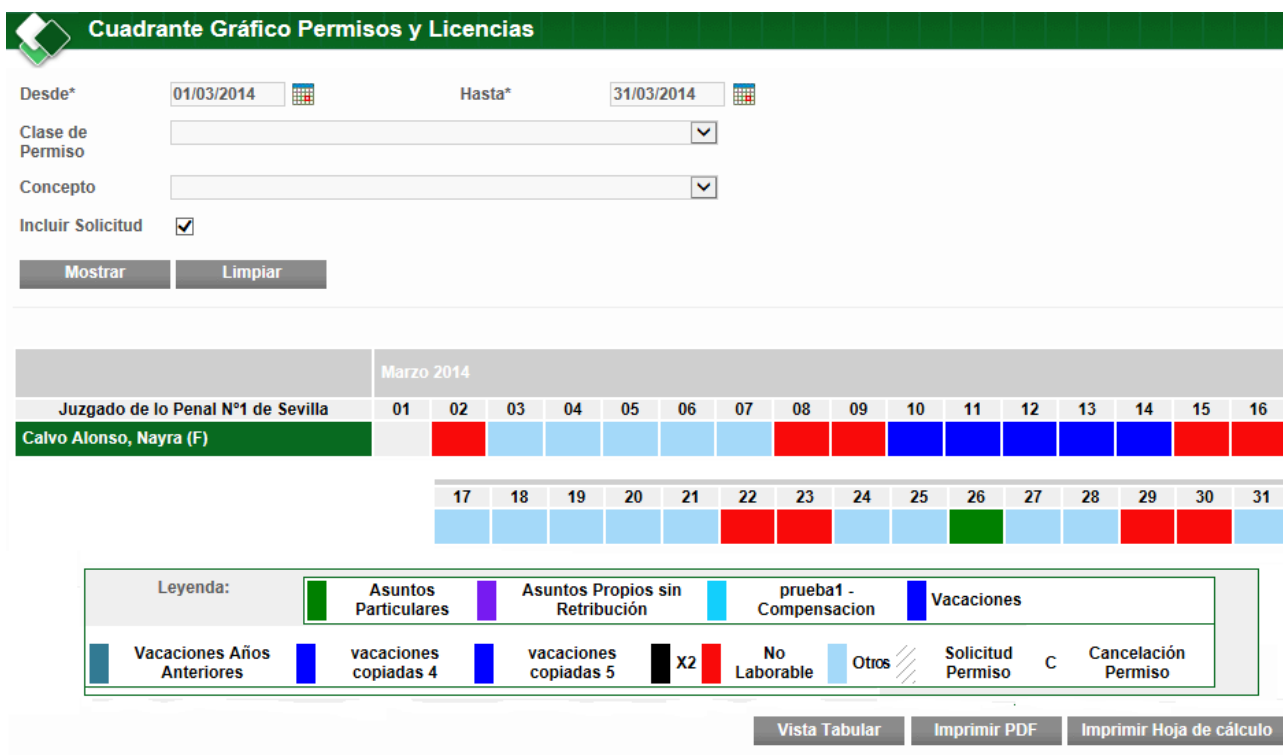 Cuadrante Gráfico Permisos y Licencias
Desde* 01/03/2014 Hasta* 31/03/2014
Clase de
Permiso
Concepto
Incluir Solicitud
Mostrar Limpiar
Marzo 2014
Juzgado de lo Penal Nº1 de Sevilla 01 02 03 04 05 06 07 08 09 10 11 12 13 14 15 16
Calvo Alonso, Nayra (F)
17 18 19 20 21 22 23 24 25 26 27 28 29 30 31
Leyenda: Asuntos Particulares Asuntos Propios sin Retribución prueba1 - Compensacion Vacaciones
Vacaciones Años Anteriores vacaciones copiadas 4 vacaciones copiadas 5 X2 No Laborable Otros Solicitud Permiso C Cancelación Permiso
Vista Tabular Imprimir PDF Imprimir Hoja de cálculo